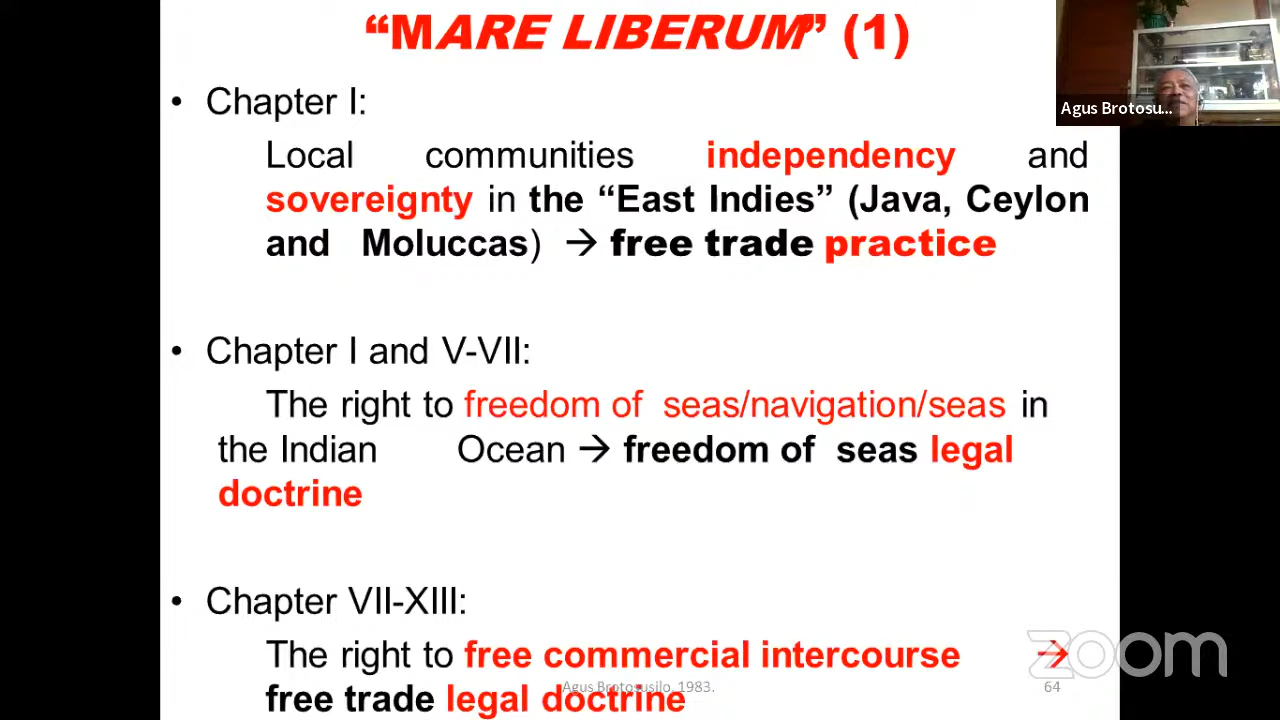 “MARE LIBERUM” (1)
Agus Brotosu...
• Chapter I:
Local communities independency and
sovereignty in the “East Indies” (Java, Ceylon
and Moluccas) → free trade practice
• Chapter I and V-VII:
The right to freedom of seas/navigation/seas in
the Indian Ocean → freedom of seas legal
doctrine
• Chapter VII-XIII:
The right to free commercial intercourse →
free trade legal doctrine
Agus Brotosusilo, 1983.
64
zoom